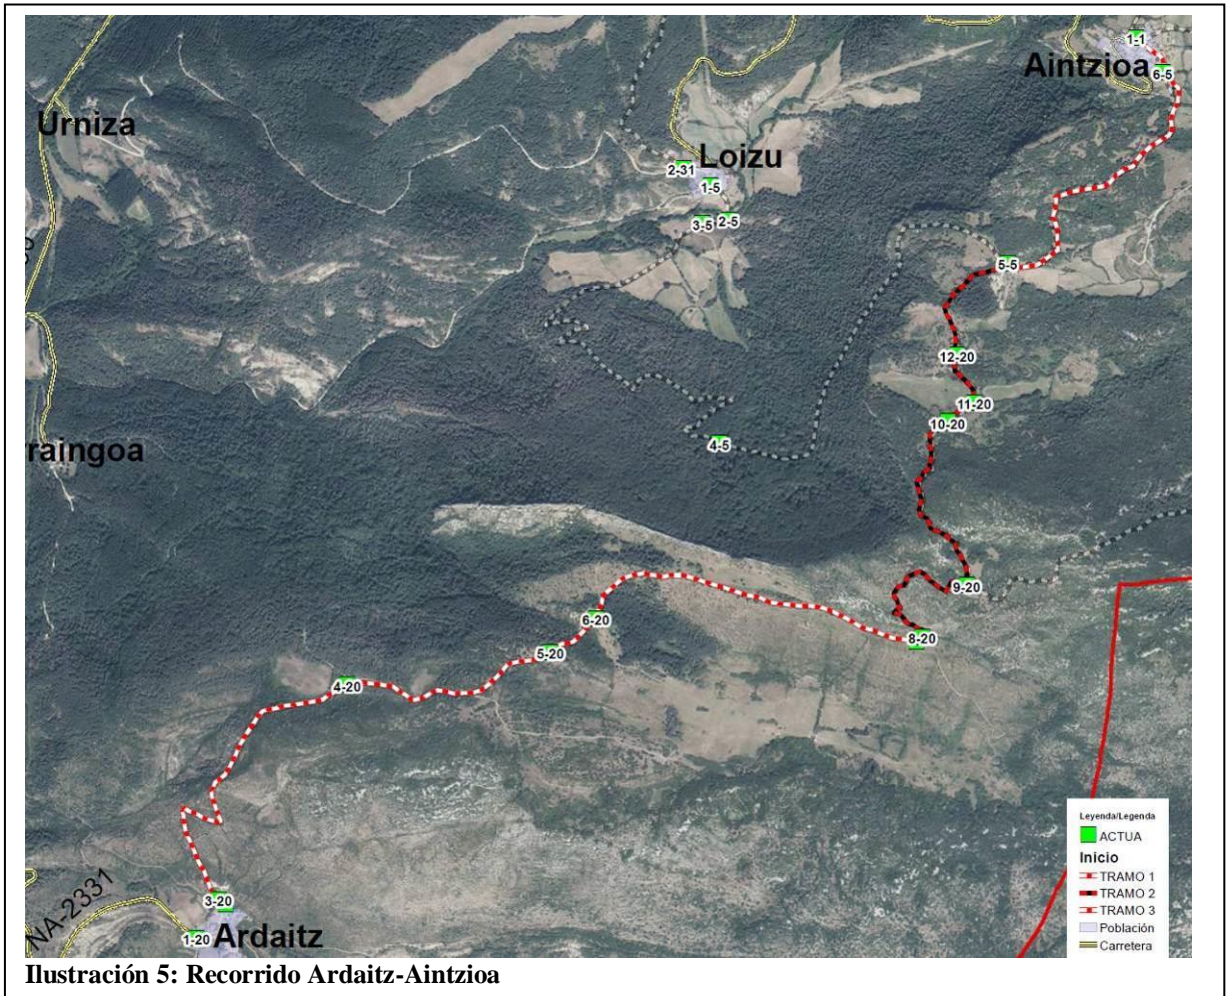 1-1
Aintzioa
6-5
Urniza
Loizu
2-31
1-5
3-5
2-5
5-5
12-20
11-20
10-20
4-5
raingoa
9-20
6-20
8-20
5-20
4-20
3-20
NA-2331
1-20
Ardaitz
Leyenda/Legenda
ACTUA
Inicio
TRAMO 1
TRAMO 2
TRAMO 3
Población
Carretera
Ilustración 5: Recorrido Ardaitz-Aintzioa